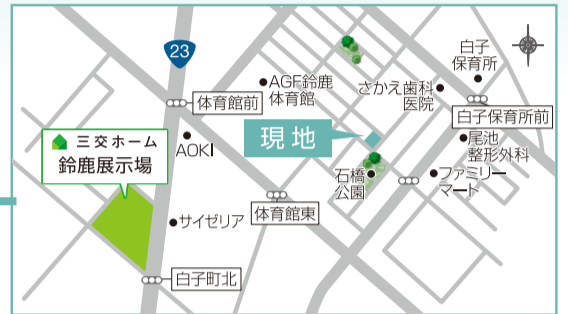 23
白子
保育所
AGF鈴鹿
体育館
さかえ歯科
医院
体育館前
白子保育所前
三交ホーム
鈴鹿展示場
AOKI
現地
尾池
整形外科
石橋
公園
ファミリー
マート
サイゼリア
体育館東
白子町北